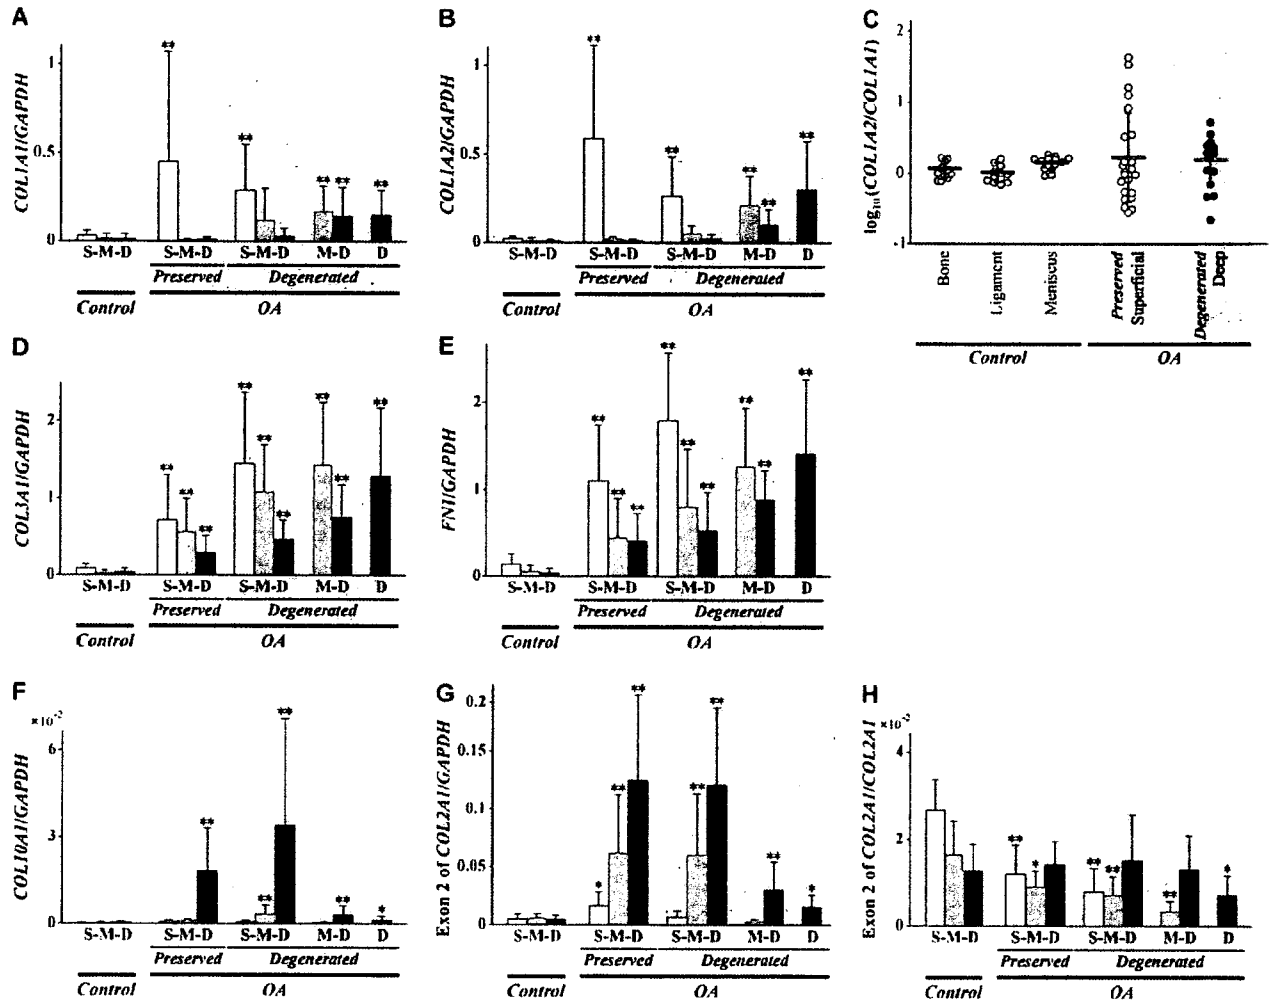 A
COL1A1/GAPDH
1
0.5
0
** ** ** ** **
S-M-D S-M-D S-M-D M-D D
Preserved Degenerated
Control OA
B
COL1A2/GAPDH
1
0.5
0
** ** ** ** **
S-M-D S-M-D S-M-D M-D D
Preserved Degenerated
Control OA
C
log10(COL1A2/COL1A1)
2
1
0
-1
Bone
Ligament
Meniscus
Preserved
Superficial
Degenerated
Deep
Control OA
D
COL3A1/GAPDH
2
1
0
** ** ** ** ** ** ** ** **
S-M-D S-M-D S-M-D M-D D
Preserved Degenerated
Control OA
E
FN1/GAPDH
2
1
0
** ** ** ** ** ** ** ** **
S-M-D S-M-D S-M-D M-D D
Preserved Degenerated
Control OA
F
×10-2
COL10A1/GAPDH
6
3
0
** ** ** ** *
S-M-D S-M-D S-M-D M-D D
Preserved Degenerated
Control OA
G
Exon 2 of COL2A1/GAPDH
0.2
0.15
0.1
0.05
0
* ** ** ** ** ** *
S-M-D S-M-D S-M-D M-D D
Preserved Degenerated
Control OA
H
×10-2
Exon 2 of COL2A1/COL2A1
4
2
0
** * ** ** ** *
S-M-D S-M-D S-M-D M-D D
Preserved Degenerated
Control OA